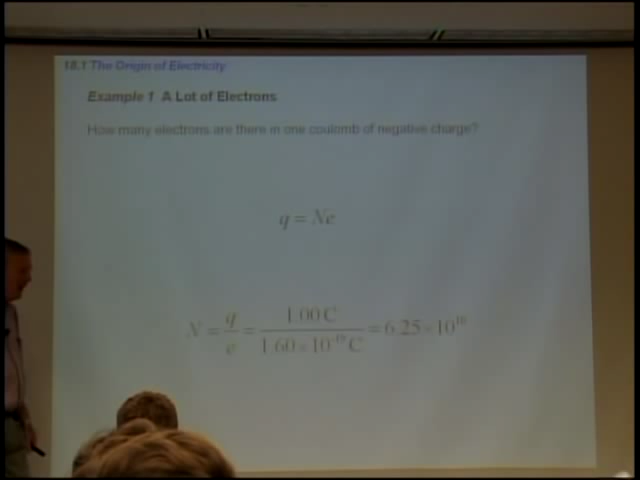 18.1 The Origin of Electricity
Example 1 A Lot of Electrons
How many electrons are there in one coulomb of negative charge?
q = Ne
N = q/e = 1.00 C / 1.60×10⁻¹⁹ C = 6.25×10¹⁸